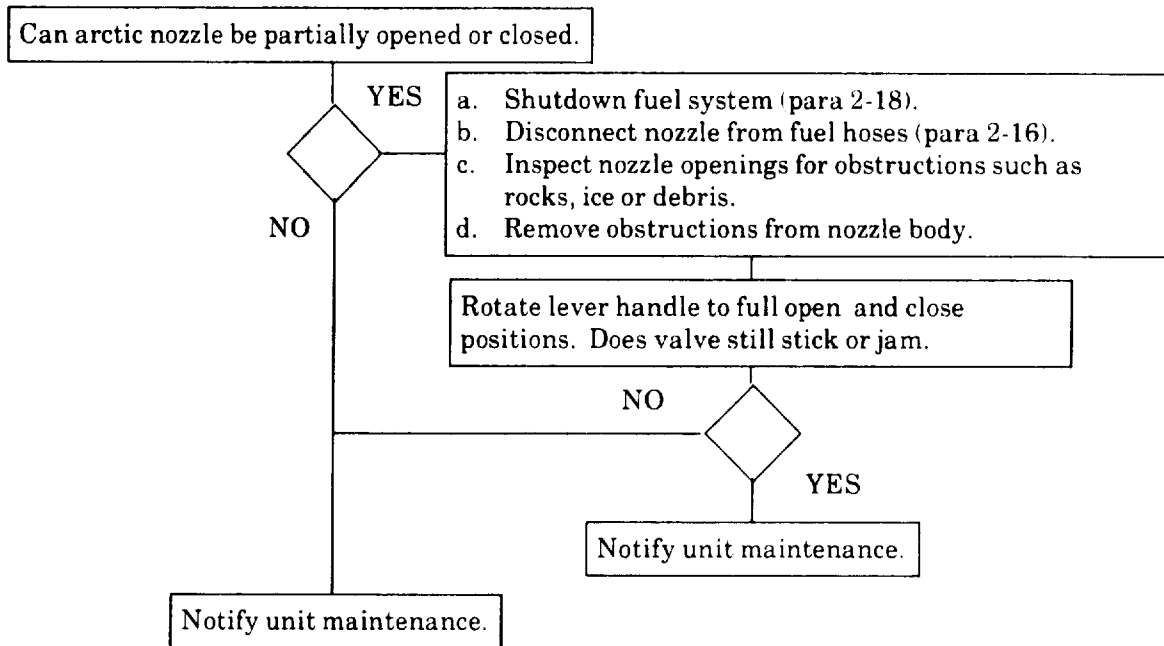 Can arctic nozzle be partially opened or closed.
YES
a. Shutdown fuel system (para 2-18).
b. Disconnect nozzle from fuel hoses (para 2-16).
c. Inspect nozzle openings for obstructions such as
rocks, ice or debris.
d. Remove obstructions from nozzle body.
NO
Rotate lever handle to full open and close
positions. Does valve still stick or jam.
NO
YES
Notify unit maintenance.
Notify unit maintenance.